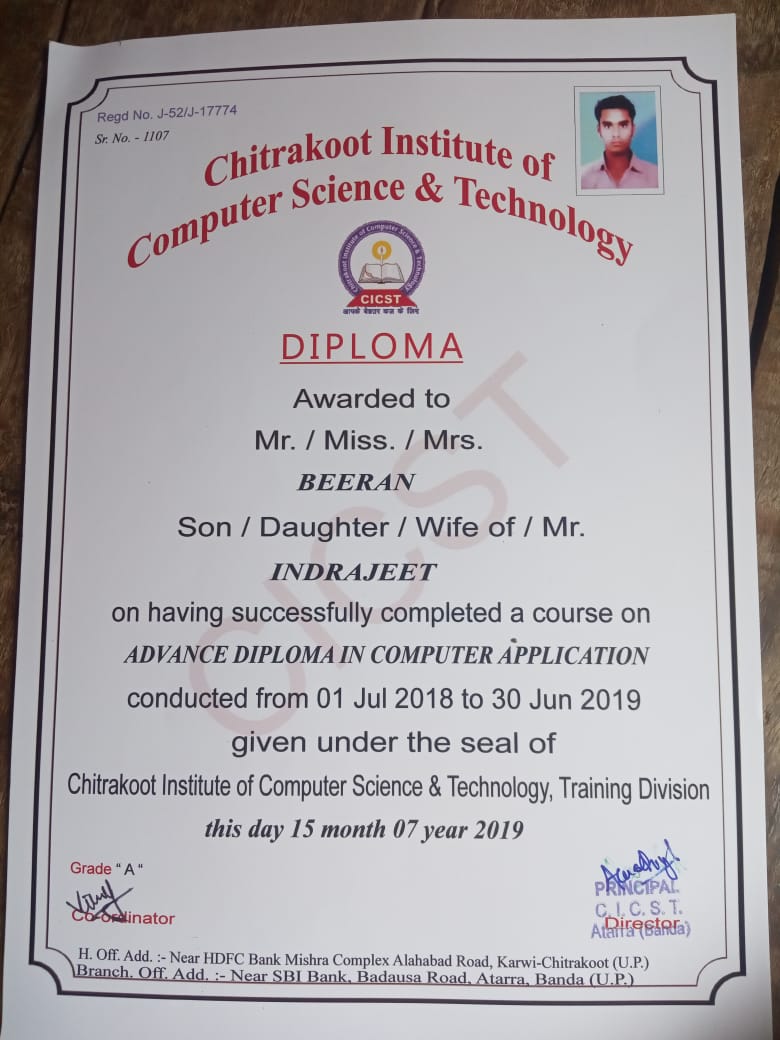 Regd No. J-52/J-17774
Sr. No. - 1107
Chitrakoot Institute of
Computer Science & Technology
Chitrakoot Institute of Computer Science & Technology
CICST
DIPLOMA
Awarded to
Mr. / Miss. / Mrs.
BEERAN
Son / Daughter / Wife of / Mr.
INDRAJEET
on having successfully completed a course on
ADVANCE DIPLOMA IN COMPUTER APPLICATION
conducted from 01 Jul 2018 to 30 Jun 2019
given under the seal of
Chitrakoot Institute of Computer Science & Technology, Training Division
this day 15 month 07 year 2019
CICST
Grade “ A “
Co-ordinator
PRINCIPAL
C. I. C. S. T.
Director
Atarra (Banda)
H. Off. Add. :- Near HDFC Bank Mishra Complex Alahabad Road, Karwi-Chitrakoot (U.P.)
Branch. Off. Add. :- Near SBI Bank, Badausa Road, Atarra, Banda (U.P.)